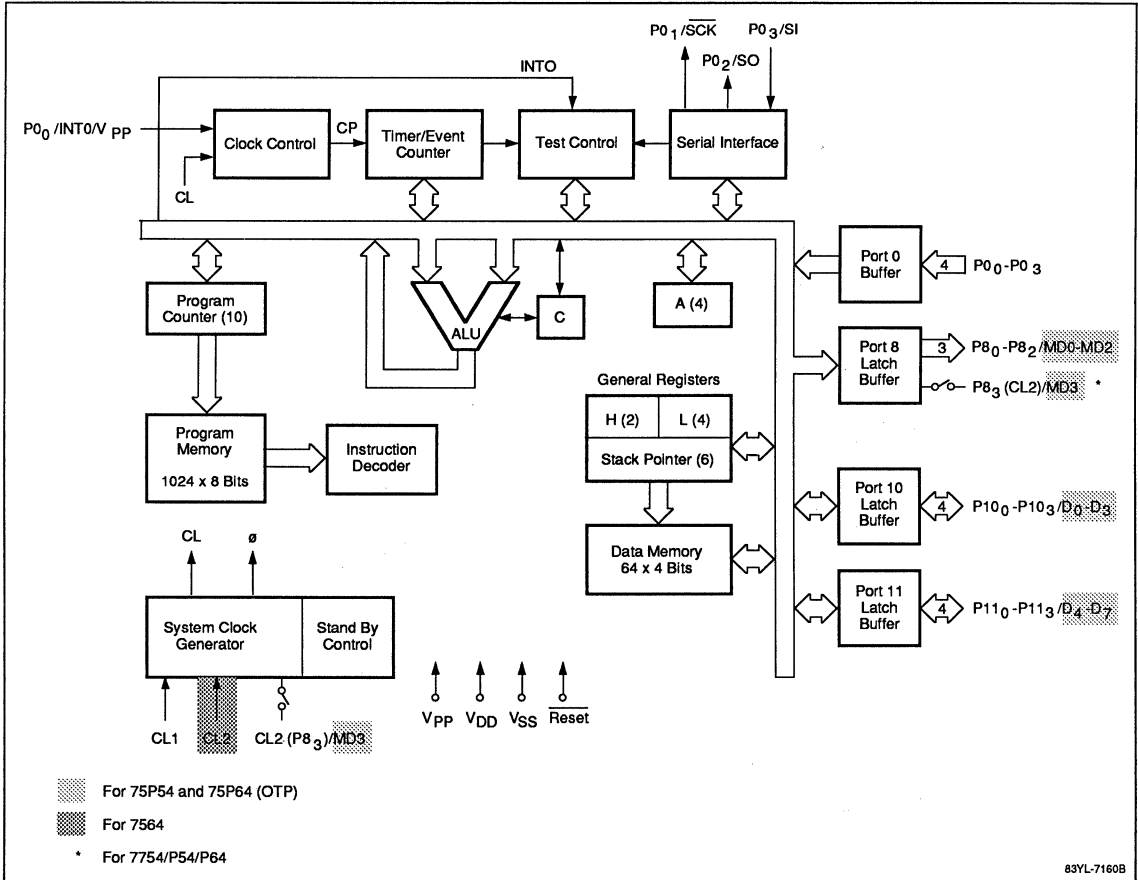 P01/SCK
P03/SI
P02/SO
INTO
P00/INT0/VPP
Clock Control
CP
Timer/Event
Counter
Test Control
Serial Interface
CL
Port 0
Buffer
4
P00-P03
Program
Counter (10)
ALU
C
A (4)
Port 8
Latch
Buffer
3
P80-P82/MD0-MD2
P83 (CL2)/MD3 *
General Registers
H (2)
L (4)
Stack Pointer (6)
Program
Memory
1024 x 8 Bits
Instruction
Decoder
Port 10
Latch
Buffer
4
P100-P103/D0-D3
Data Memory
64 x 4 Bits
CL
ø
Port 11
Latch
Buffer
4
P110-P113/D4-D7
System Clock
Generator
Stand By
Control
VPP
VDD
VSS
Reset
CL1
CL2
CL2 (P83)/MD3
For 75P54 and 75P64 (OTP)
For 7564
* For 7754/P54/P64
83YL-7160B